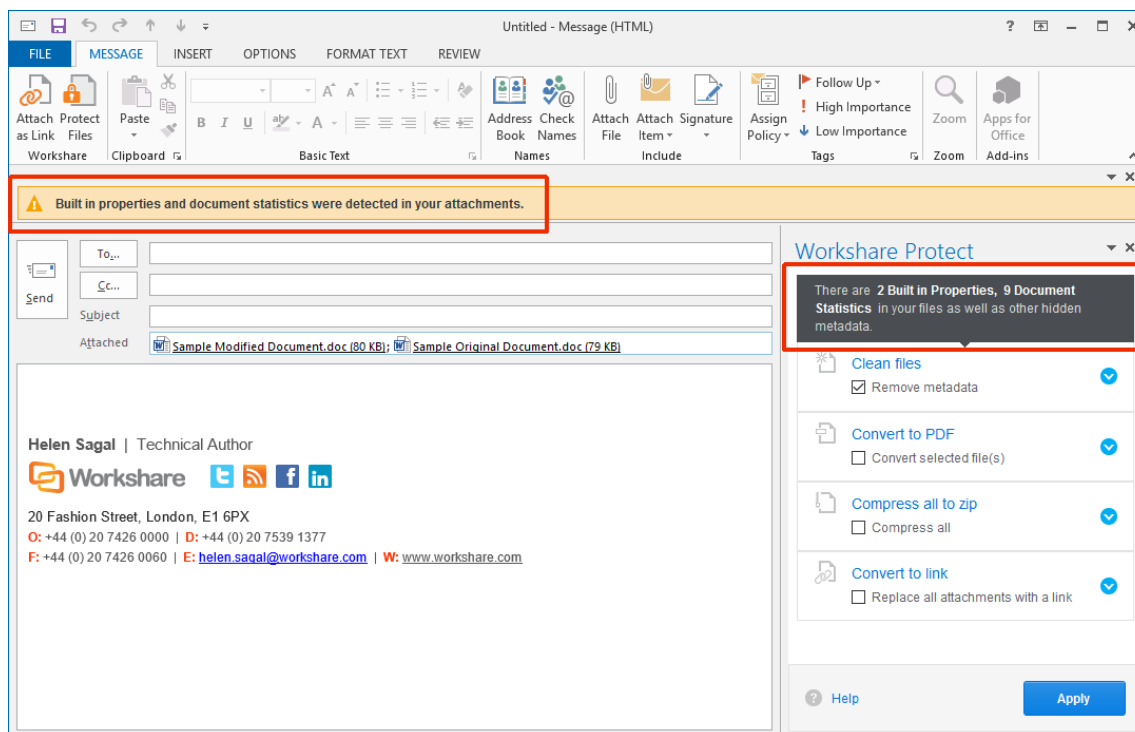 Untitled - Message (HTML)
?
FILE MESSAGE INSERT OPTIONS FORMAT TEXT REVIEW
Attach as Link
Protect Files
Workshare
Paste
Clipboard
A A
B I U aby A
Basic Text
Address Book
Check Names
Names
Attach File
Attach Item
Signature
Include
Assign Policy
Follow Up
! High Importance
Low Importance
Tags
Zoom
Zoom
Apps for Office
Add-ins
Built in properties and document statistics were detected in your attachments.
Send
To...
Cc...
Subject
Attached
Sample Modified Document.doc (80 KB); Sample Original Document.doc (79 KB)
Helen Sagal | Technical Author
Workshare
20 Fashion Street, London, E1 6PX
O: +44 (0) 20 7426 0000 | D: +44 (0) 20 7539 1377
F: +44 (0) 20 7426 0060 | E: helen.sagal@workshare.com | W: www.workshare.com
Workshare Protect
There are 2 Built in Properties, 9 Document
Statistics in your files as well as other hidden
metadata.
Clean files
Remove metadata
Convert to PDF
Convert selected file(s)
Compress all to zip
Compress all
Convert to link
Replace all attachments with a link
? Help
Apply